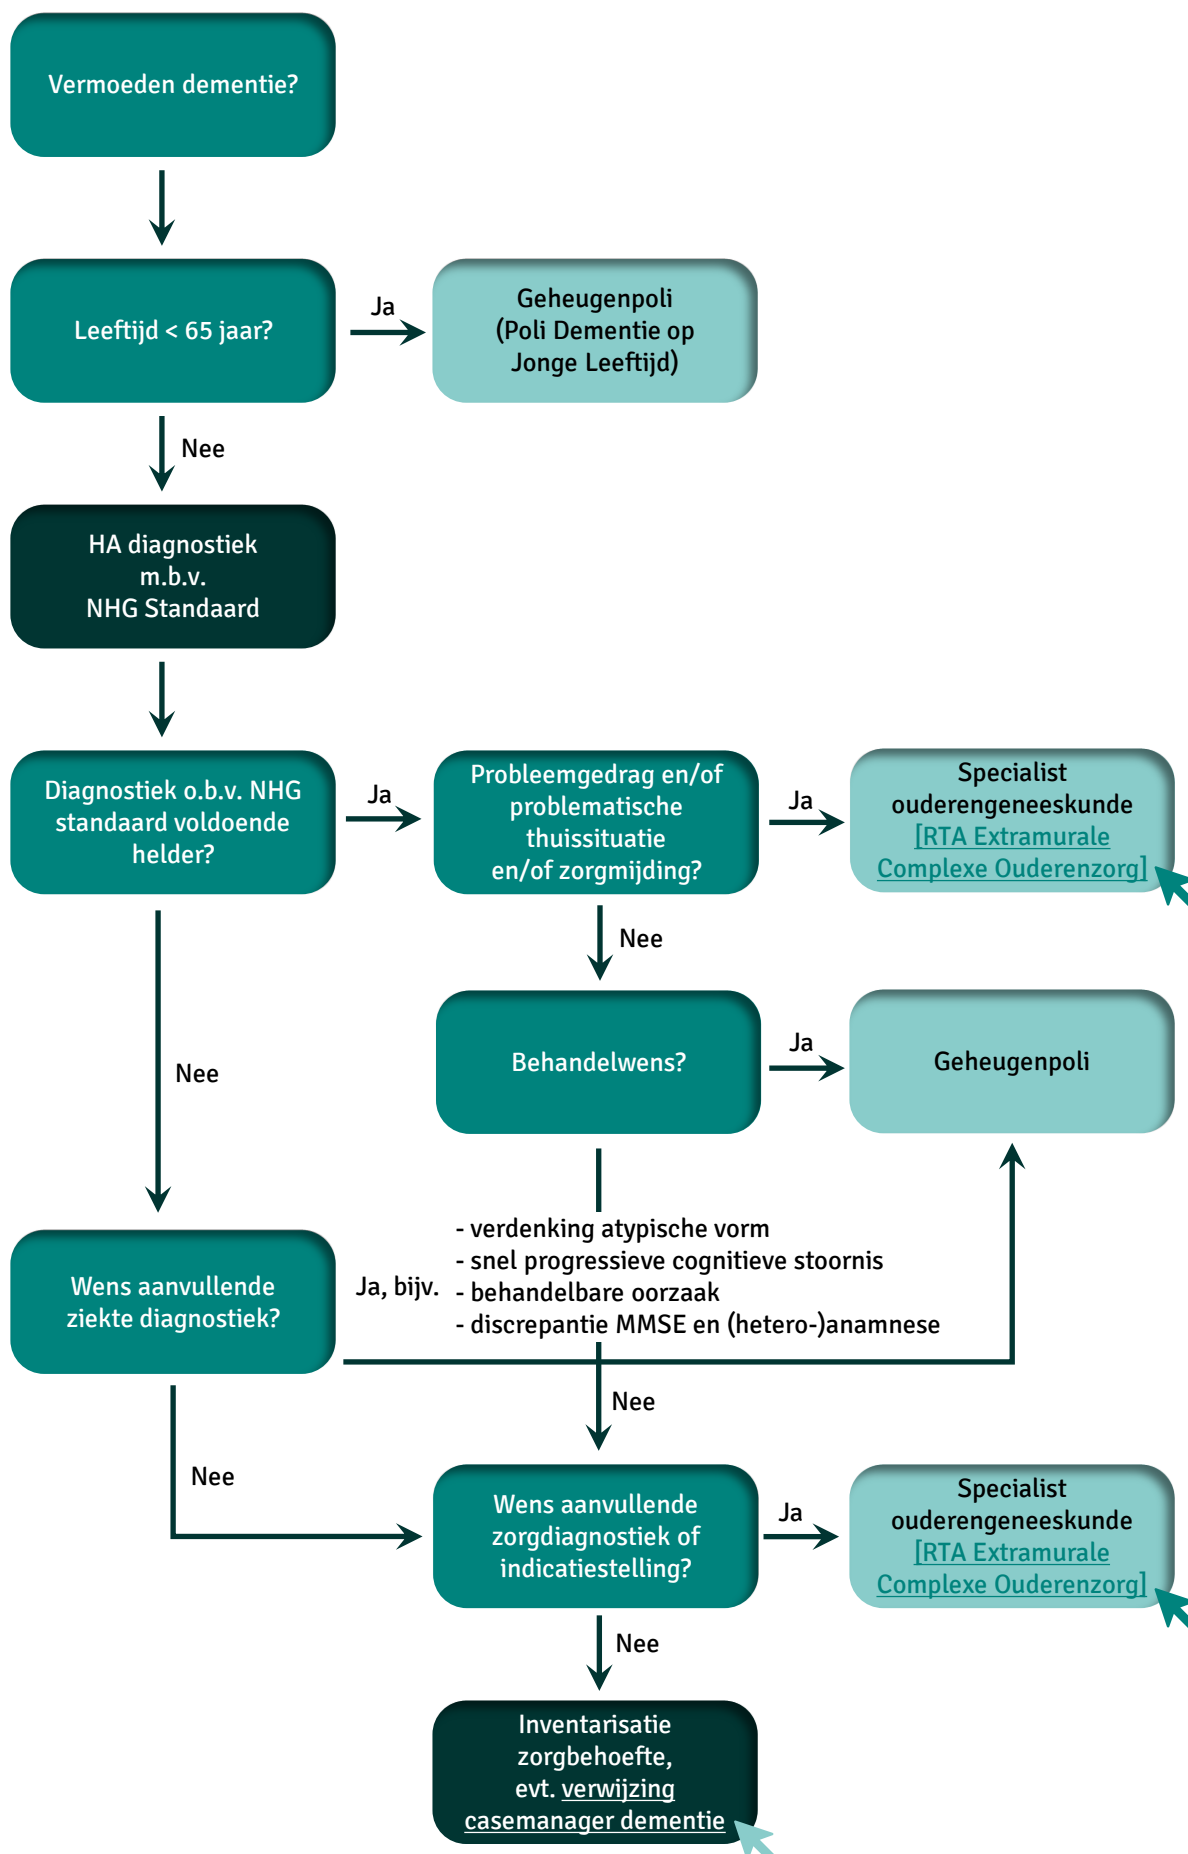 Vermoeden dementie?
Leeftijd < 65 jaar?
Ja
Geheugenpoli
(Poli Dementie op
Jonge Leeftijd)
Nee
HA diagnostiek
m.b.v.
NHG Standaard
Diagnostiek o.b.v. NHG
standaard voldoende
helder?
Ja
Probleemgedrag en/of
problematische
thuissituatie
en/of zorgmijding?
Ja
Specialist
ouderengeneeskunde
[RTA Extramurale
Complexe Ouderenzorg]
Nee
Behandelwens?
Ja
Geheugenpoli
Nee
Wens aanvullende
ziekte diagnostiek?
Ja, bijv.
- verdenking atypische vorm
- snel progressieve cognitieve stoornis
- behandelbare oorzaak
- discrepantie MMSE en (hetero-)anamnese
Nee
Nee
Wens aanvullende
zorgdiagnostiek of
indicatiestelling?
Ja
Specialist
ouderengeneeskunde
[RTA Extramurale
Complexe Ouderenzorg]
Nee
Inventarisatie
zorgbehoefte,
evt. verwijzing
casemanager dementie